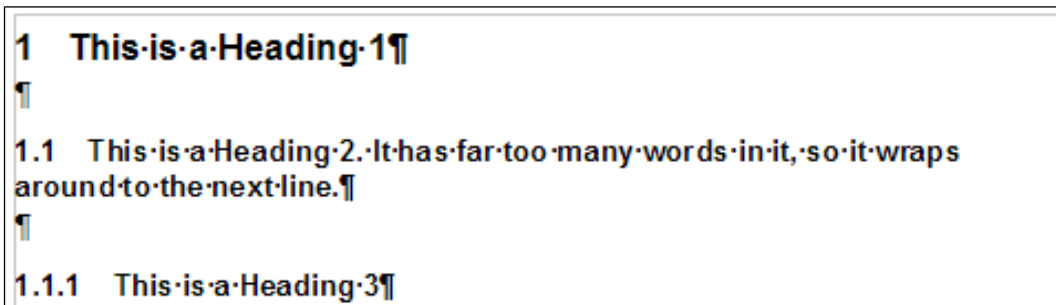 1 This·is·a·Heading·1¶
¶
1.1 This·is·a·Heading·2.·It·has·far·too·many·words·in·it,·so·it·wraps
around·to·the·next·line.¶
¶
1.1.1 This·is·a·Heading·3¶